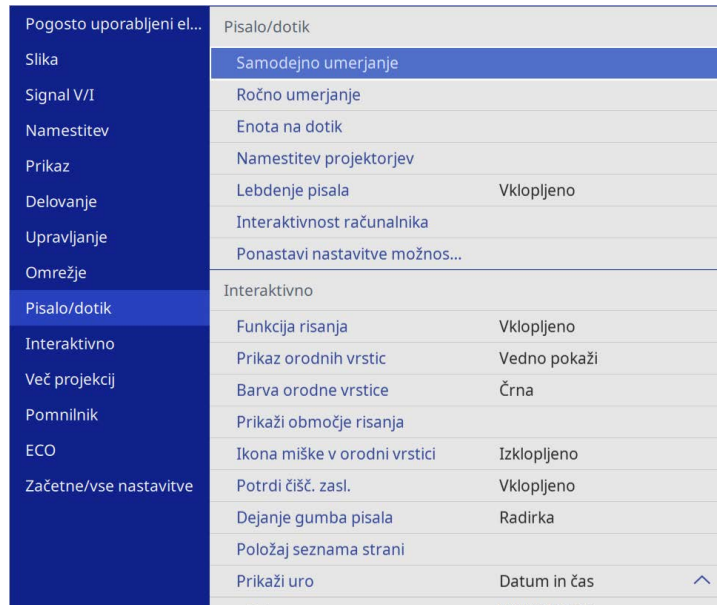 Pogosto uporabljeni el...
Slika
Signal V/I
Namestitev
Prikaz
Delovanje
Upravljanje
Omrežje
Pisalo/dotik
Interaktivno
Več projekcij
Pomnilnik
ECO
Začetne/vse nastavitve
Pisalo/dotik
Samodejno umerjanje
Ročno umerjanje
Enota na dotik
Namestitev projektorjev
Lebdenje pisala Vklopljeno
Interaktivnost računalnika
Ponastavi nastavitve možnos...
Interaktivno
Funkcija risanja Vklopljeno
Prikaz orodnih vrstic Vedno pokaži
Barva orodne vrstice Črna
Prikaži območje risanja
Ikona miške v orodni vrstici Izklopljeno
Potrdi čišč. zasl. Vklopljeno
Dejanje gumba pisala Radirka
Položaj seznama strani
Prikaži uro Datum in čas